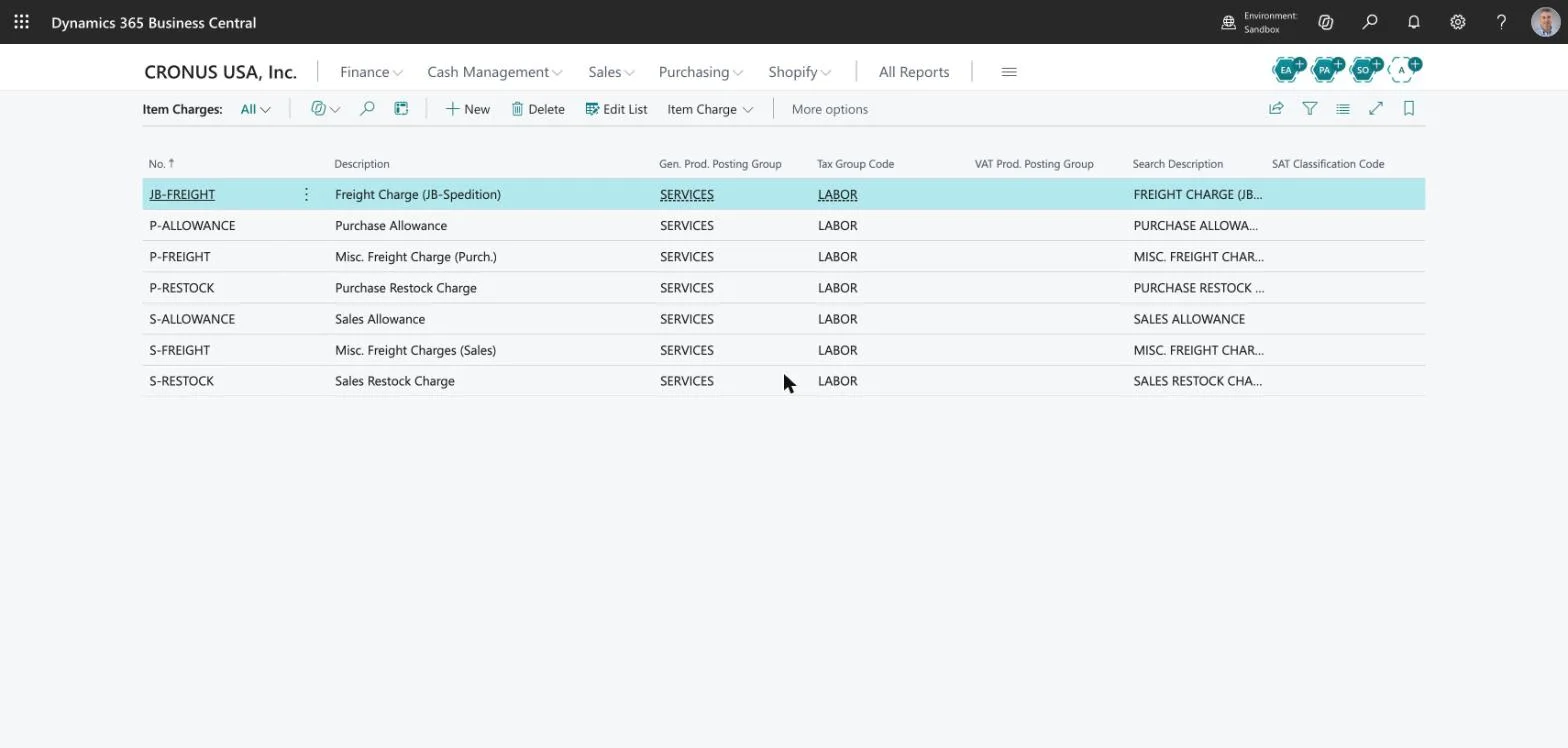 Dynamics 365 Business Central
Environment:
Sandbox
CRONUS USA, Inc. Finance Cash Management Sales Purchasing Shopify All Reports
EA PA SO A
Item Charges: All New Delete Edit List Item Charge More options
No. ↑ Description Gen. Prod. Posting Group Tax Group Code VAT Prod. Posting Group Search Description SAT Classification Code
JB-FREIGHT Freight Charge (JB-Spedition) SERVICES LABOR FREIGHT CHARGE (JB...
P-ALLOWANCE Purchase Allowance SERVICES LABOR PURCHASE ALLOWA...
P-FREIGHT Misc. Freight Charge (Purch.) SERVICES LABOR MISC. FREIGHT CHAR...
P-RESTOCK Purchase Restock Charge SERVICES LABOR PURCHASE RESTOCK ...
S-ALLOWANCE Sales Allowance SERVICES LABOR SALES ALLOWANCE
S-FREIGHT Misc. Freight Charges (Sales) SERVICES LABOR MISC. FREIGHT CHAR...
S-RESTOCK Sales Restock Charge SERVICES LABOR SALES RESTOCK CHA...